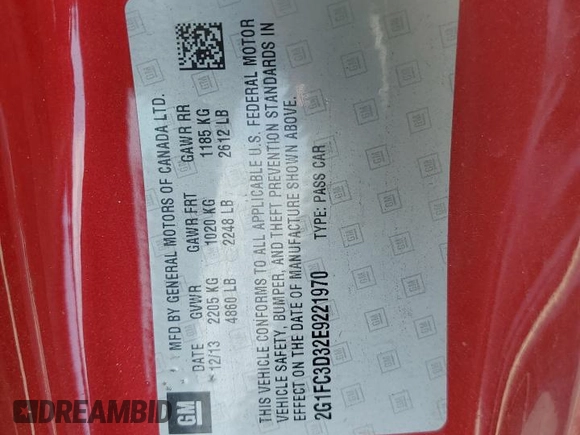 MFD BY GENERAL MOTORS OF CANADA LTD.
DATE GVWR GAWR FRT GAWR RR
12/13 2205 KG 1020 KG 1185 KG
4860 LB 2248 LB 2612 LB
THIS VEHICLE CONFORMS TO ALL APPLICABLE U.S. FEDERAL MOTOR
VEHICLE SAFETY, BUMPER, AND THEFT PREVENTION STANDARDS IN
EFFECT ON THE DATE OF MANUFACTURE SHOWN ABOVE.
2G1FC3D32E9221970 TYPE: PASS CAR
GM
DREAMBID